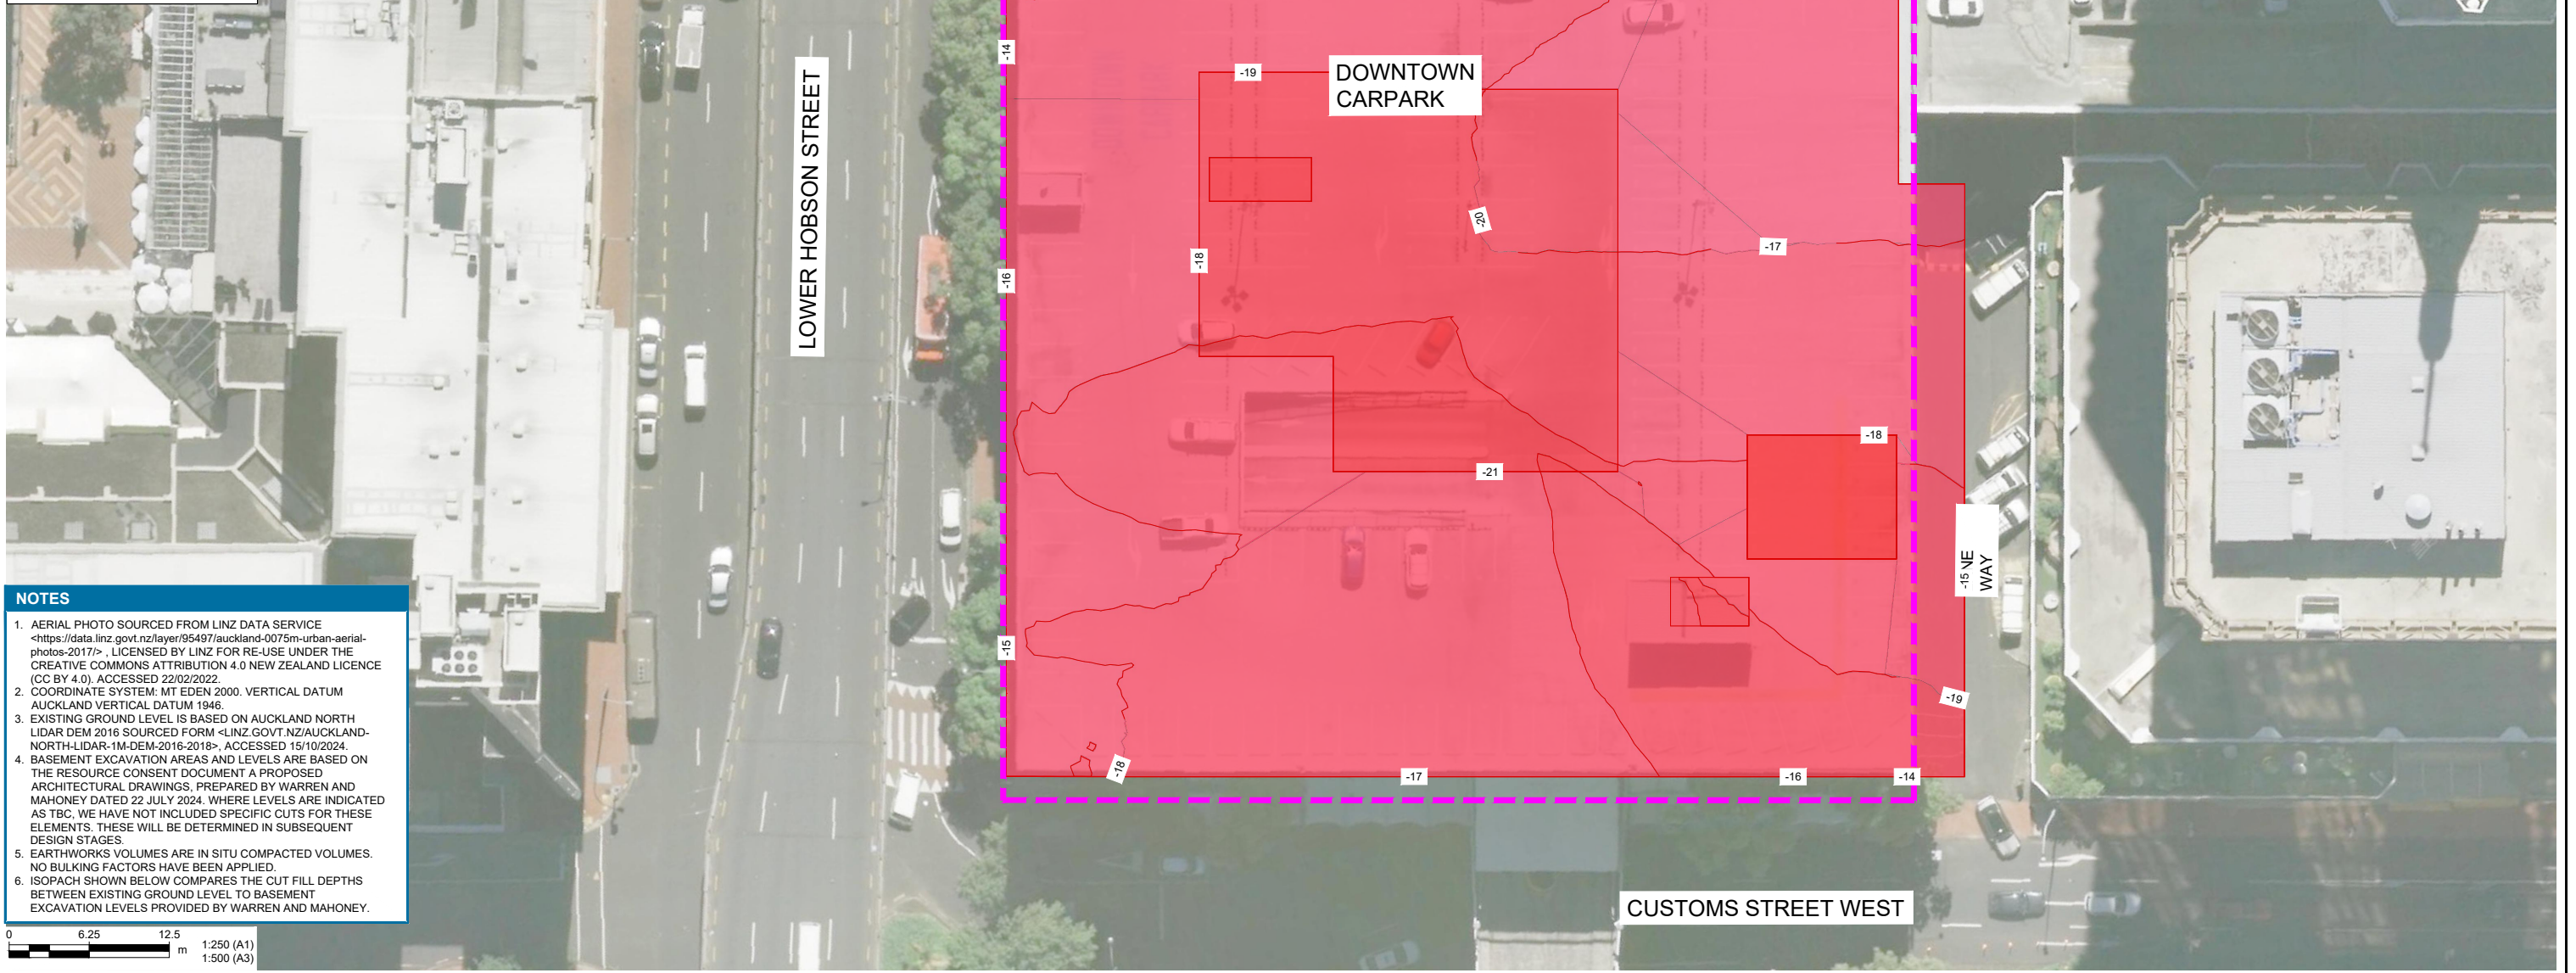 -14
-19
DOWNTOWN
CARPARK
LOWER HOBSON STREET
-20
-17
-18
-16
-18
-21
-15
NE
WAY
-15
-19
-18
-17
-16
-14
CUSTOMS STREET WEST
NOTES
1. AERIAL PHOTO SOURCED FROM LINZ DATA SERVICE
<https://data.linz.govt.nz/layer/95497/auckland-0075m-urban-aerial-
photos-2017/> , LICENSED BY LINZ FOR RE-USE UNDER THE
CREATIVE COMMONS ATTRIBUTION 4.0 NEW ZEALAND LICENCE
(CC BY 4.0). ACCESSED 22/02/2022.
2. COORDINATE SYSTEM: MT EDEN 2000. VERTICAL DATUM
AUCKLAND VERTICAL DATUM 1946.
3. EXISTING GROUND LEVEL IS BASED ON AUCKLAND NORTH
LIDAR DEM 2016 SOURCED FORM <LINZ.GOVT.NZ/AUCKLAND-
NORTH-LIDAR-1M-DEM-2016-2018>, ACCESSED 15/10/2024.
4. BASEMENT EXCAVATION AREAS AND LEVELS ARE BASED ON
THE RESOURCE CONSENT DOCUMENT A PROPOSED
ARCHITECTURAL DRAWINGS, PREPARED BY WARREN AND
MAHONEY DATED 22 JULY 2024. WHERE LEVELS ARE INDICATED
AS TBC, WE HAVE NOT INCLUDED SPECIFIC CUTS FOR THESE
ELEMENTS. THESE WILL BE DETERMINED IN SUBSEQUENT
DESIGN STAGES.
5. EARTHWORKS VOLUMES ARE IN SITU COMPACTED VOLUMES.
NO BULKING FACTORS HAVE BEEN APPLIED.
6. ISOPACH SHOWN BELOW COMPARES THE CUT FILL DEPTHS
BETWEEN EXISTING GROUND LEVEL TO BASEMENT
EXCAVATION LEVELS PROVIDED BY WARREN AND MAHONEY.
0 6.25 12.5
m
1:250 (A1)
1:500 (A3)